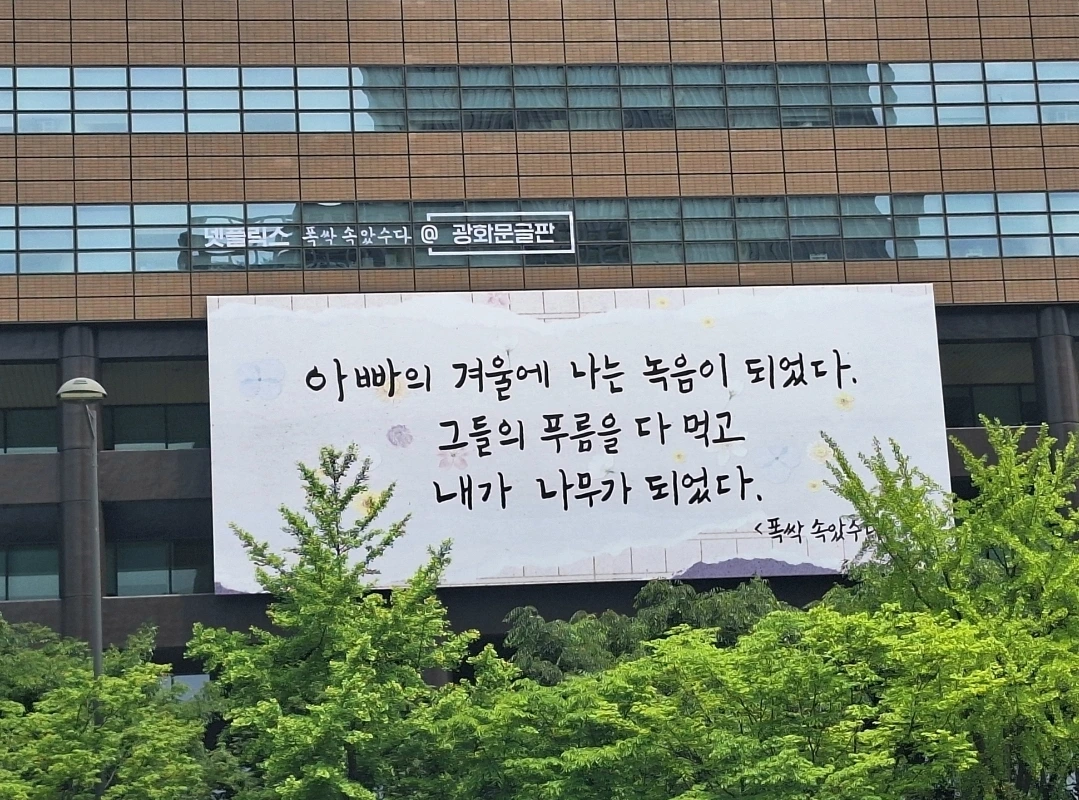 넷플릭스 폭싹 속았수다 @ 광화문글판
아빠의 겨울에 나는 녹음이 되었다.
그들의 푸름을 다 먹고
내가 나무가 되었다.
<폭싹 속았수